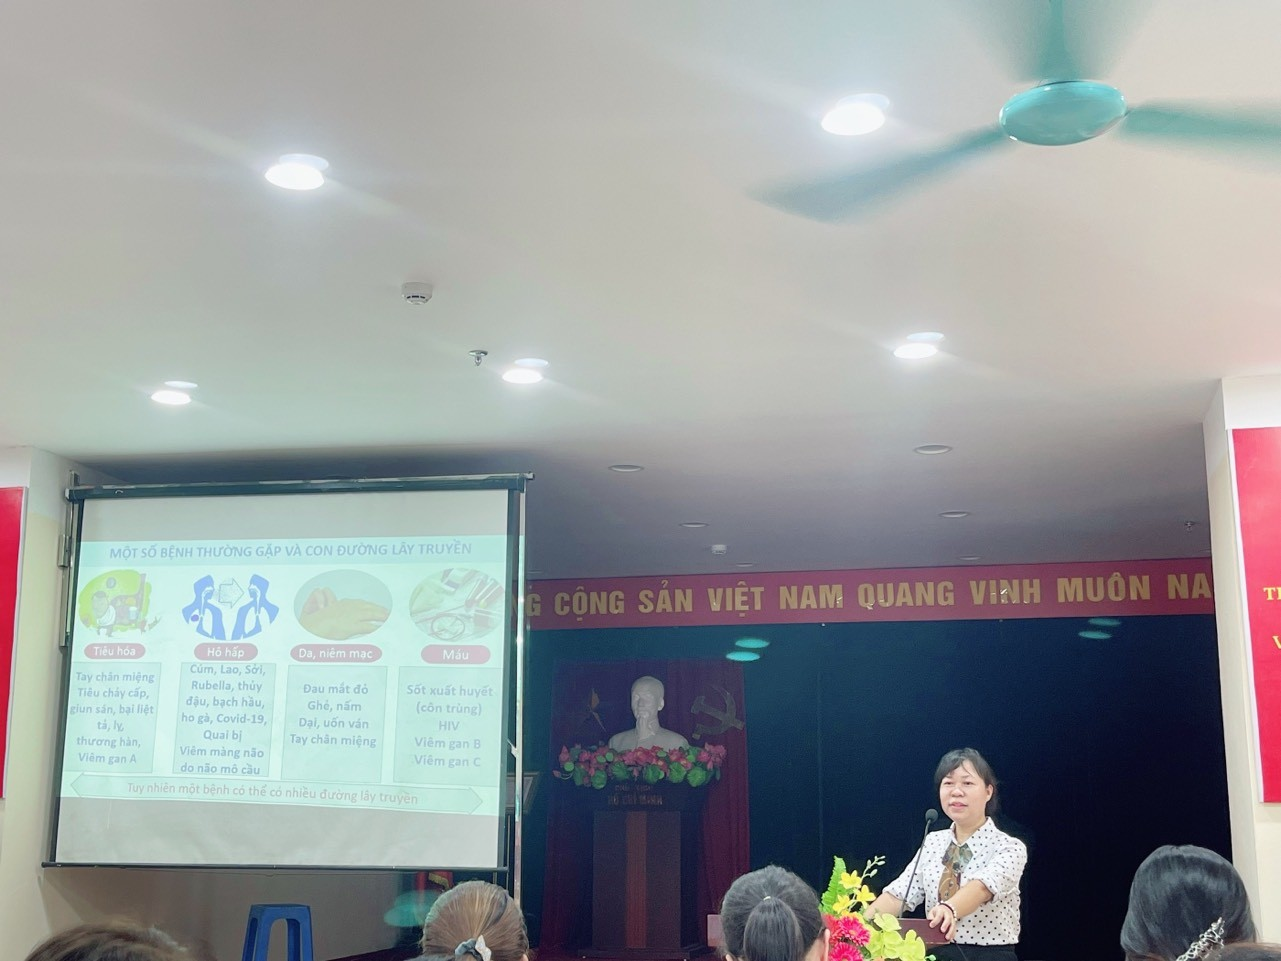 MỘT SỐ BỆNH THƯỜNG GẶP VÀ CON ĐƯỜNG LÂY TRUYỀN
Tiêu hóa
Tay chân miệng
Tiêu chảy cấp,
giun sán, bại liệt
tả, lỵ,
thương hàn,
Viêm gan A
Hô hấp
Cúm, Lao, Sởi,
Rubella, thủy
đậu, bạch hầu,
ho gà, Covid-19,
Quai bị
Viêm màng não
do não mô cầu
Da, niêm mạc
Đau mắt đỏ
Ghẻ, nấm
Dại, uốn ván
Tay chân miệng
Máu
Sốt xuất huyết
(côn trùng)
HIV
Viêm gan B
Viêm gan C
Tuy nhiên một bệnh có thể có nhiều đường lây truyền
CỘNG SẢN VIỆT NAM QUANG VINH MUÔN NA
HỒ CHÍ MINH